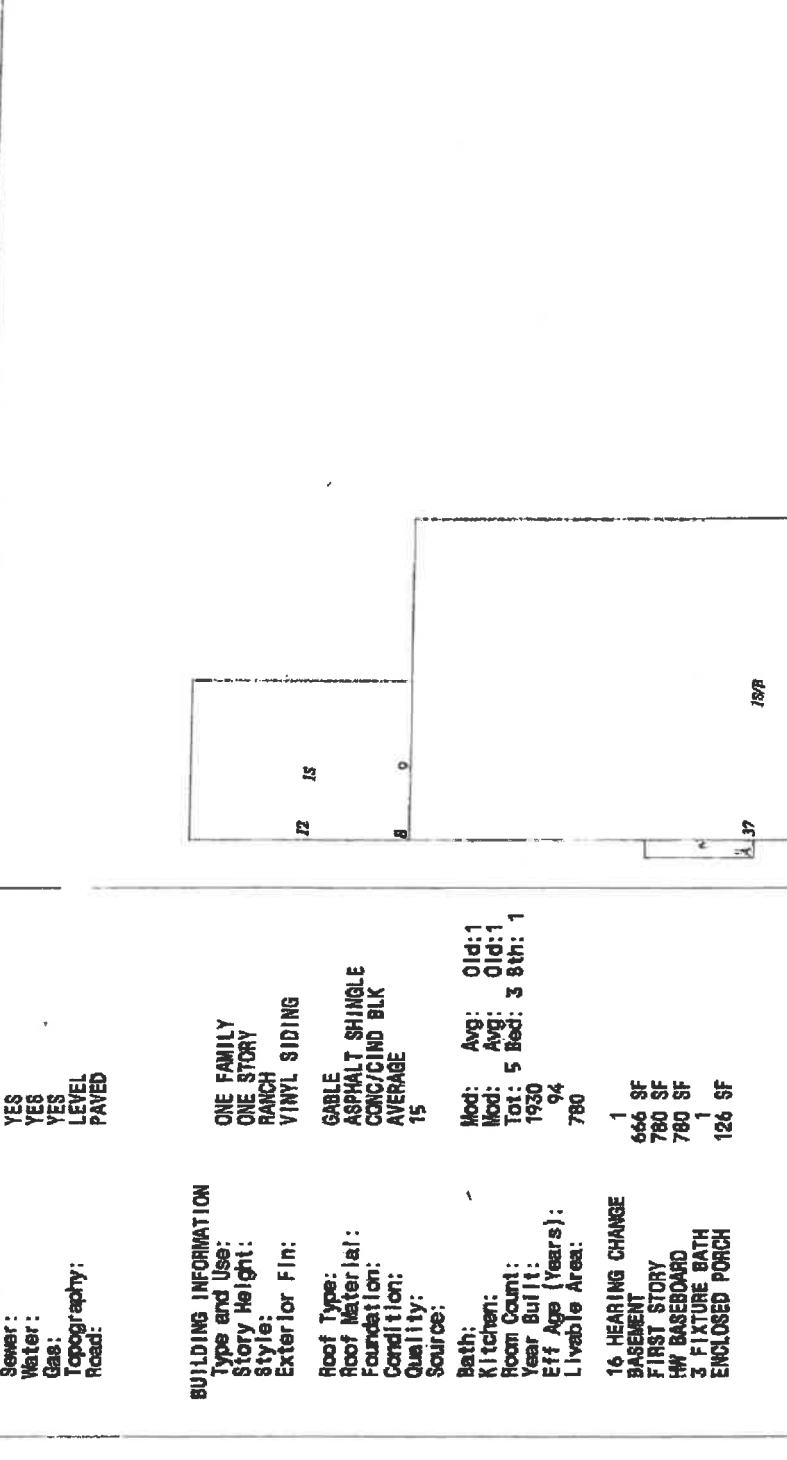 Sewer: YES
Water: YES
Gas: YES
Topography: LEVEL
Road: PAVED
BUILDING INFORMATION
Type and Use: ONE FAMILY
Story Height: ONE STORY
Style: RANCH
Exterior Fin: VINYL SIDING
Roof Type: GABLE
Roof Material: ASPHALT SHINGLE
Foundation: CONC/CIND BLK
Condition: AVERAGE
Quality: 15
Source:
Bath: Mod: Avg: Old:1
Kitchen: Mod: Avg: Old:1
Room Count: Tot: 5 Bed: 3 Bth: 1
Year Built: 1930
Eff Age (Years): 94
Livable Area: 780
16 HEARING CHANGE 1
BASEMENT 666 SF
FIRST STORY 780 SF
HW BASEBOARD 780 SF
3 FIXTURE BATH 1
ENCLOSED PORCH 126 SF
12 1S
8 9
37 1S/B